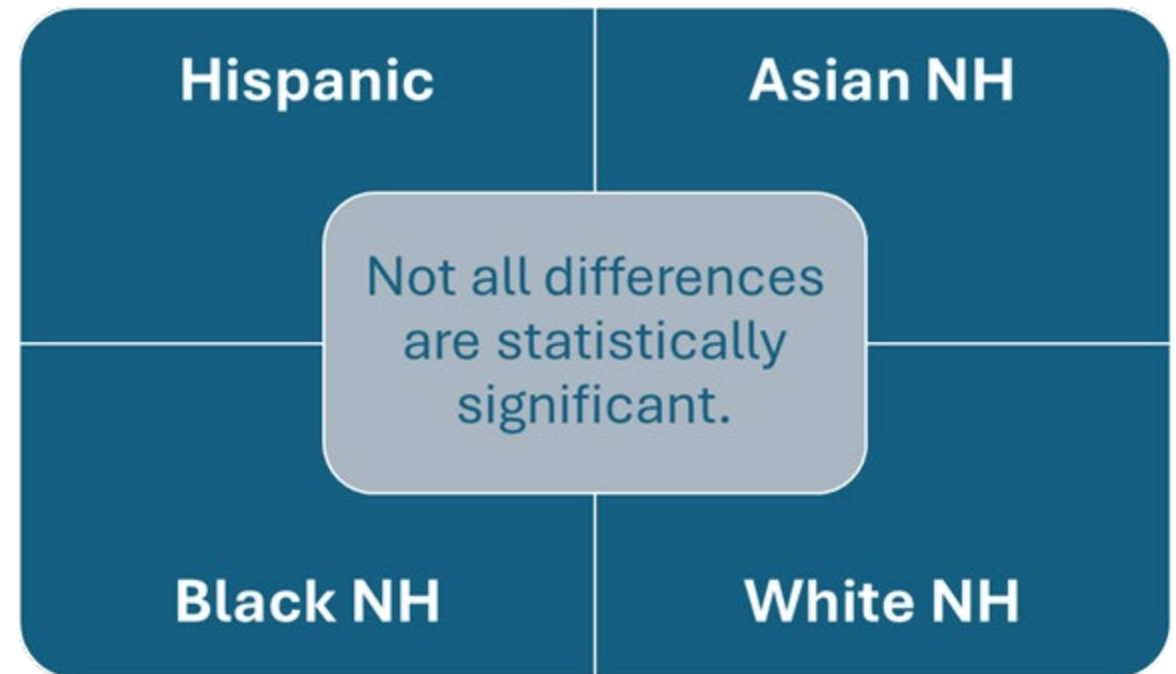 Hispanic
Asian NH
Not all differences
are statistically
significant.
Black NH
White NH